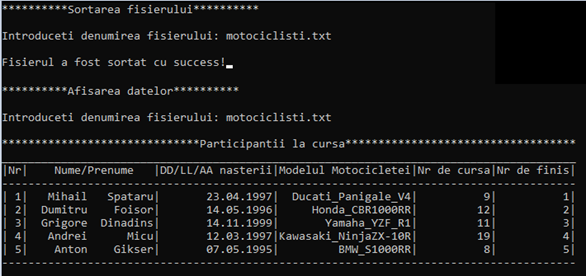 **********Sortarea fisierului**********
Introduceti denumirea fisierului: motociclisti.txt
Fisierul a fost sortat cu success!
**********Afisarea datelor**********
Introduceti denumirea fisierului: motociclisti.txt
******************************Participantii la cursa***********************************
|Nr| Nume/Prenume |DD/LL/AA nasterii|Modelul Motocicletei|Nr de cursa|Nr de finis|
| 1| Mihail Spataru| 23.04.1997| Ducati_Panigale_V4| 9| 1|
| 2| Dumitru Foisor| 14.05.1996| Honda_CBR1000RR| 12| 2|
| 3| Grigore Dinadins| 14.11.1999| Yamaha_YZF_R1| 11| 3|
| 4| Andrei Micu| 12.03.1997|Kawasaki_NinjaZX-10R| 19| 4|
| 5| Anton Gikser| 07.05.1995| BMW_S1000RR| 8| 5|